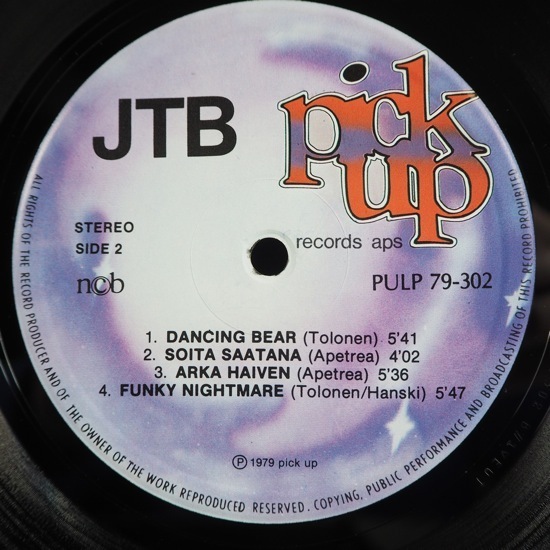 JTB
pick up
records aps
STEREO
SIDE 2
ncb
PULP 79-302
1. DANCING BEAR (Tolonen) 5'41
2. SOITA SAATANA (Apetrea) 4'02
3. ARKA HAIVEN (Apetrea) 5'36
4. FUNKY NIGHTMARE (Tolonen/Hanski) 5'47
Ⓟ 1979 pick up
ALL RIGHTS OF THE RECORD PRODUCER AND OF THE OWNER OF THE WORK REPRODUCED RESERVED. COPYING, PUBLIC PERFORMANCE AND BROADCASTING OF THIS RECORD PROHIBITED